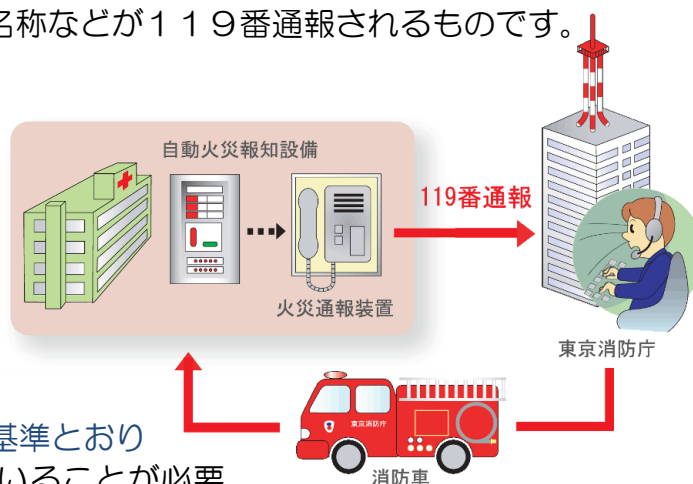 名称などが１１９番通報されるものです。
自動火災報知設備
119番通報
火災通報装置
東京消防庁
東京消防庁
消防車
基準とおり
いることが必要